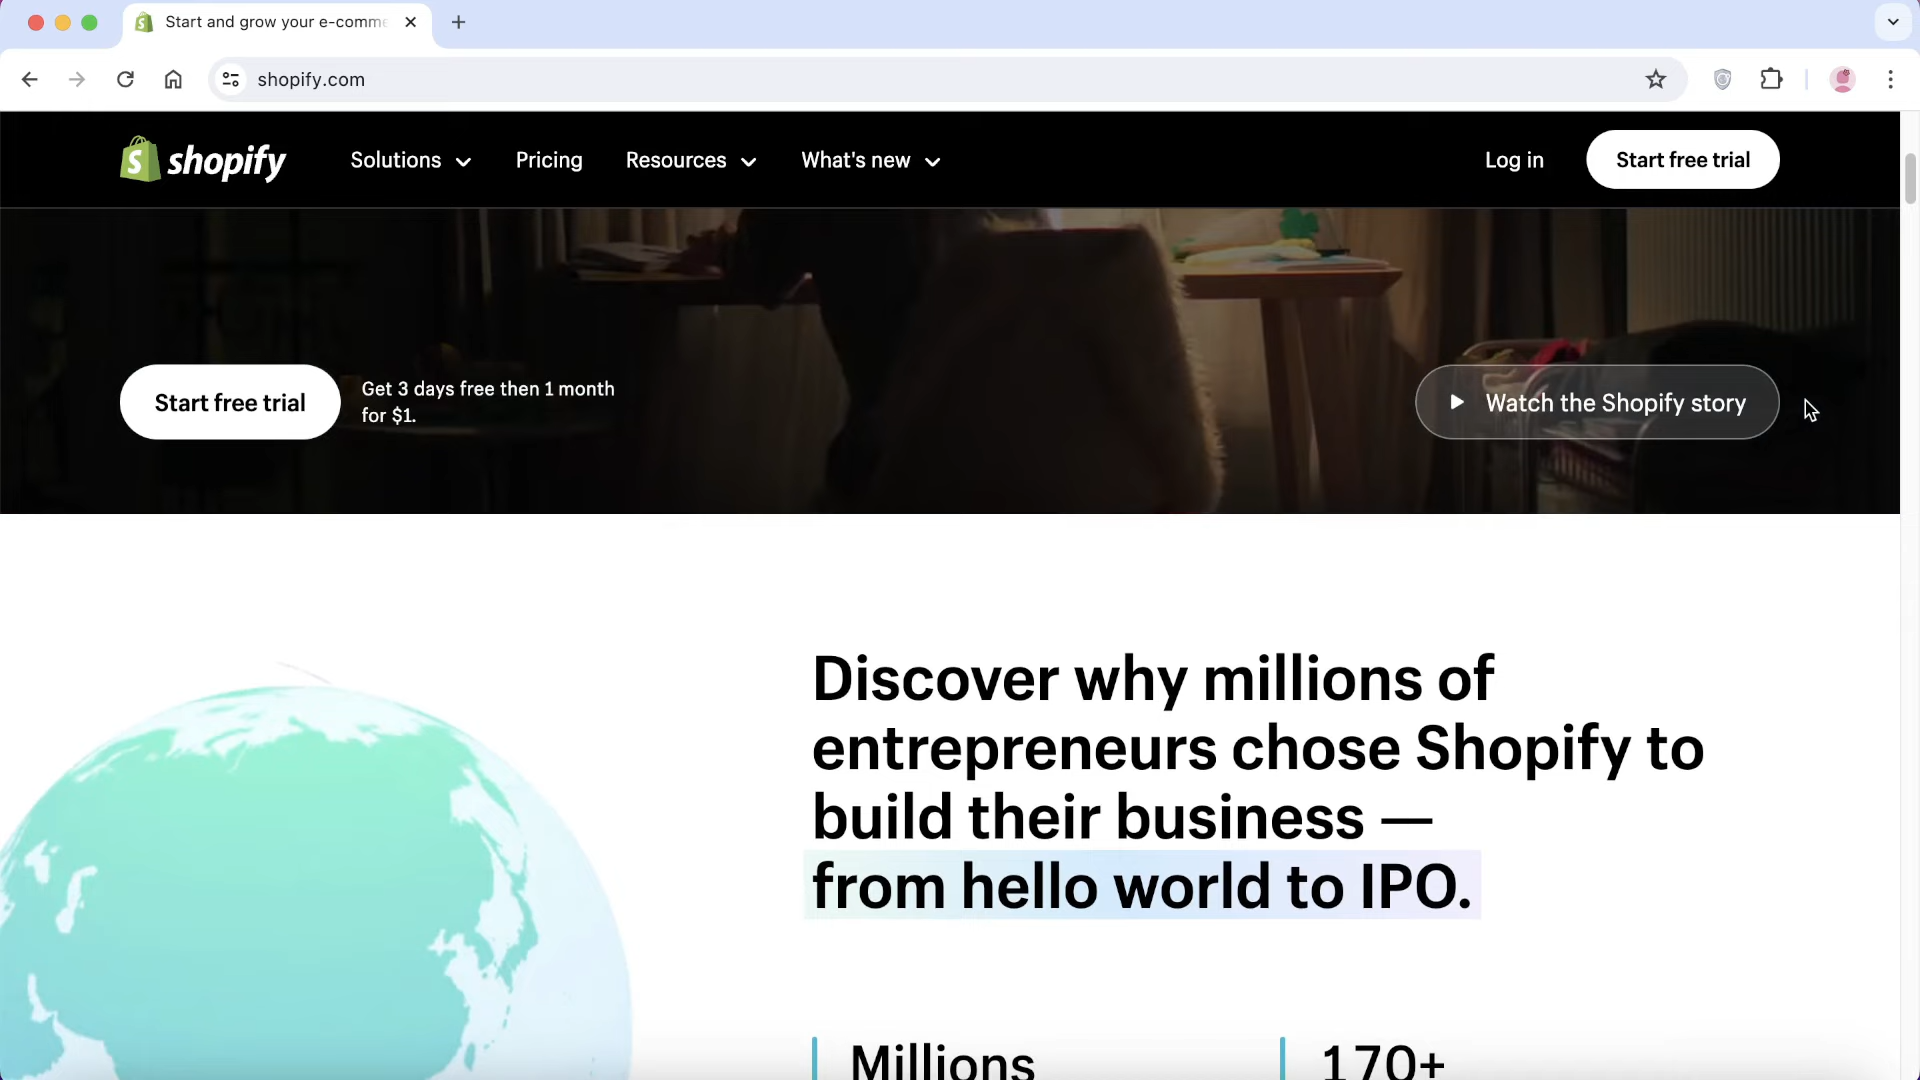 Start and grow your e-comme
shopify.com
shopify
Solutions
Pricing
Resources
What's new
Log in
Start free trial
Start free trial
Get 3 days free then 1 month
for $1.
Watch the Shopify story
Discover why millions of
entrepreneurs chose Shopify to
build their business —
from hello world to IPO.
Millions
170+